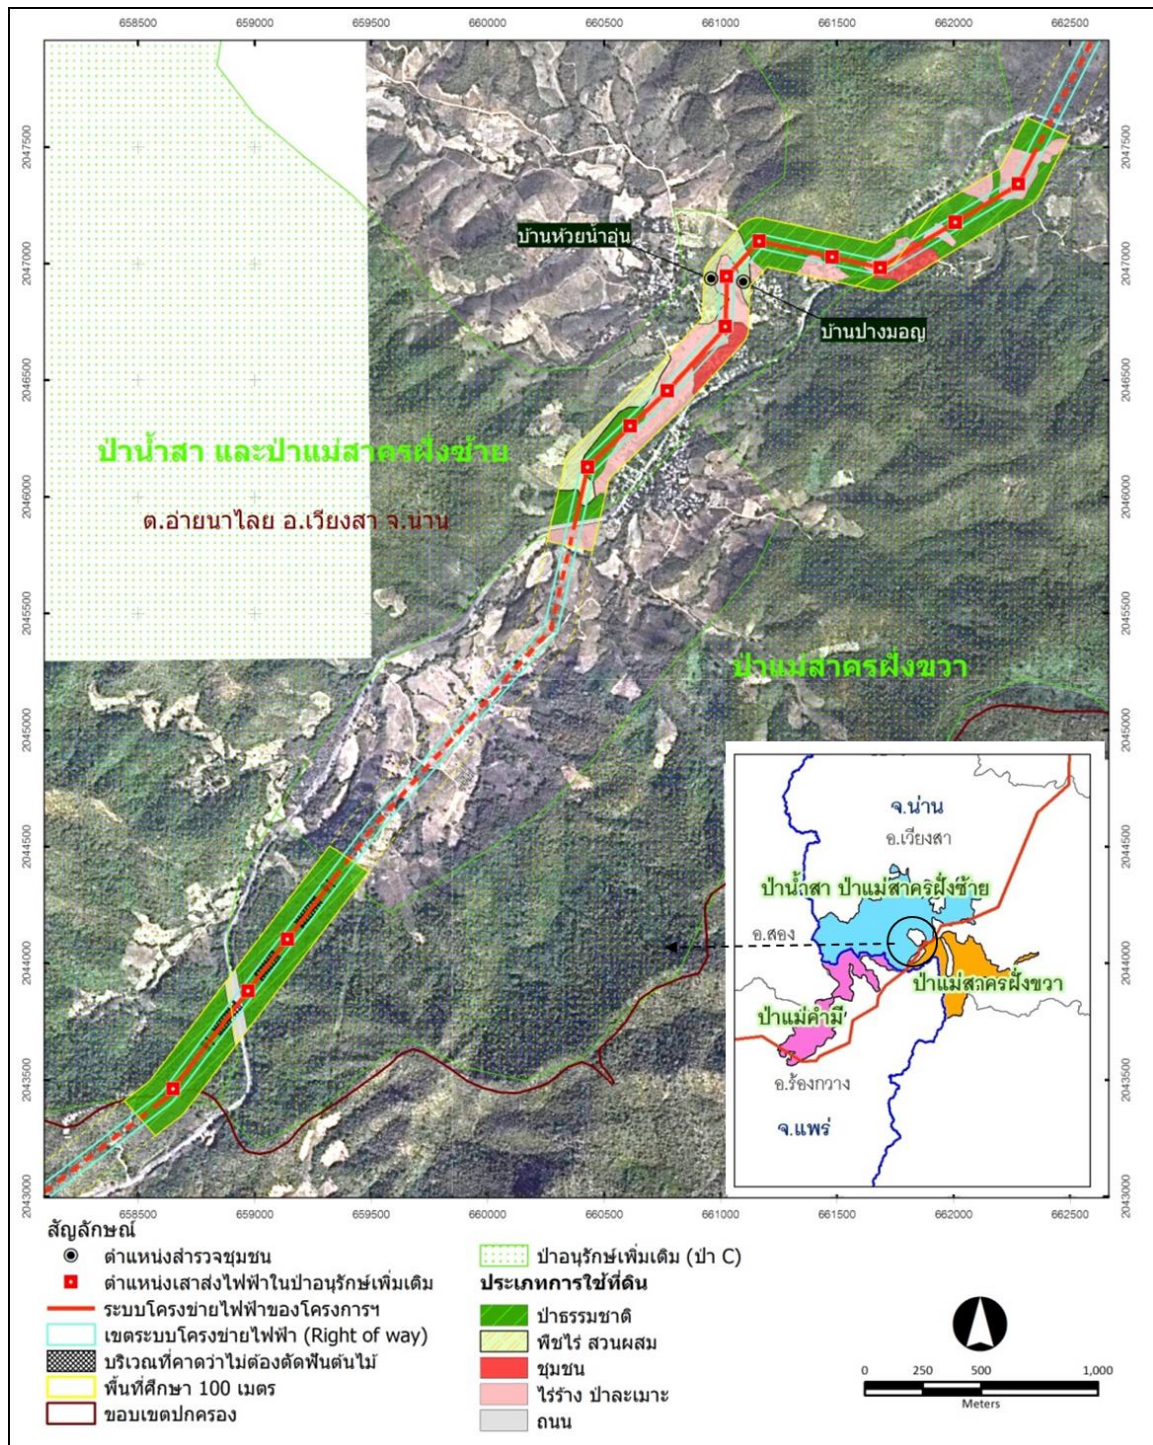 658500 659000 659500 660000 660500 661000 661500 662000 662500
2047500
2047000
2046500
2046000
2045500
2045000
2044500
2044000
2043500
2043000
2047500
2047000
2046500
2046000
2045500
2045000
2044500
2044000
2043500
2043000
บ้านห้วยน้ำอุ่น
บ้านปางมอญ
ป่าน้ำสา และป่าแม่สาครฝั่งซ้าย
ต.อ่ายนาไลย อ.เวียงสา จ.น่าน
ป่าแม่สาครฝั่งขวา
จ.น่าน
อ.เวียงสา
ป่าน้ำสา ป่าแม่สาครฝั่งซ้าย
อ.สอง
ป่าแม่สาครฝั่งขวา
ป่าแม่คำมี
อ.ร้องกวาง
จ.แพร่
658500 659000 659500 660000 660500 661000 661500 662000 662500
สัญลักษณ์
ตำแหน่งสำรวจชุมชน
ตำแหน่งเสาส่งไฟฟ้าในป่าอนุรักษ์เพิ่มเติม
ระบบโครงข่ายไฟฟ้าของโครงการฯ
เขตระบบโครงข่ายไฟฟ้า (Right of way)
บริเวณที่คาดว่าไม่ต้องตัดฟันต้นไม้
พื้นที่ศึกษา 100 เมตร
ขอบเขตปกครอง
ป่าอนุรักษ์เพิ่มเติม (ป่า C)
ประเภทการใช้ที่ดิน
ป่าธรรมชาติ
พืชไร่ สวนผสม
ชุมชน
ไร่ร้าง ป่าละเมาะ
ถนน
0 250 500 1,000
Meters